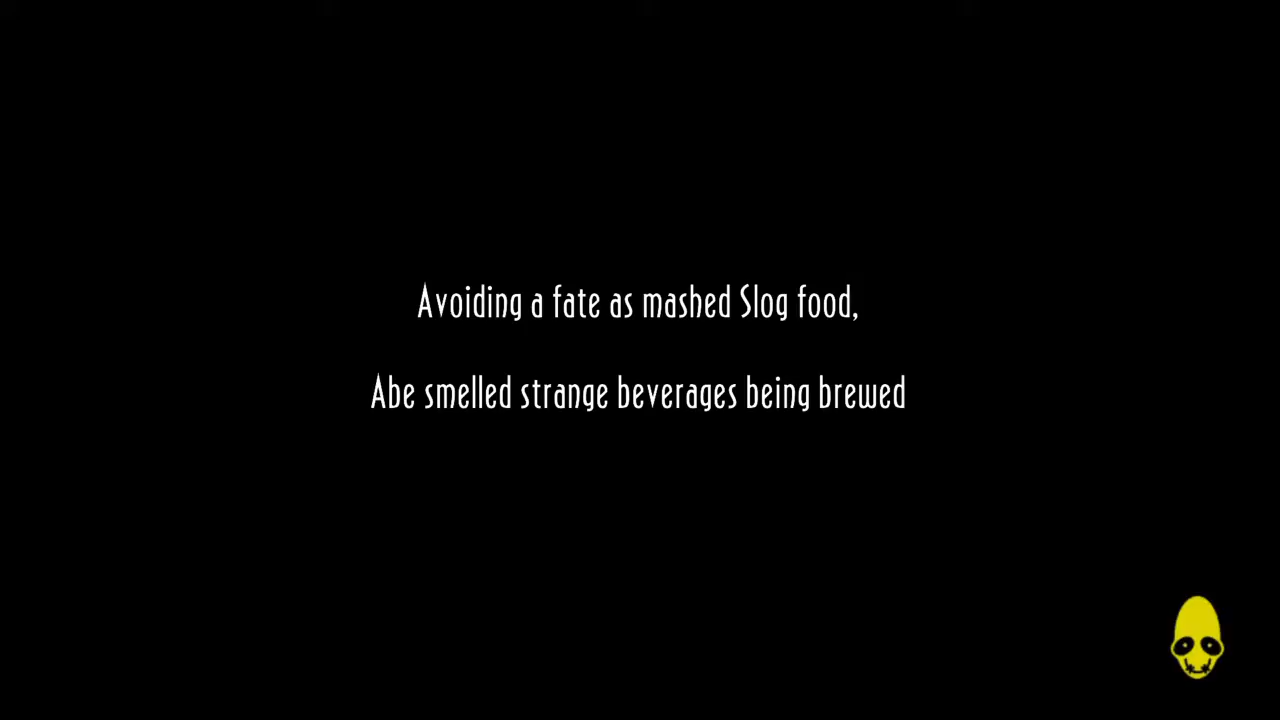 Avoiding a fate as mashed Slog food,
Abe smelled strange beverages being brewed